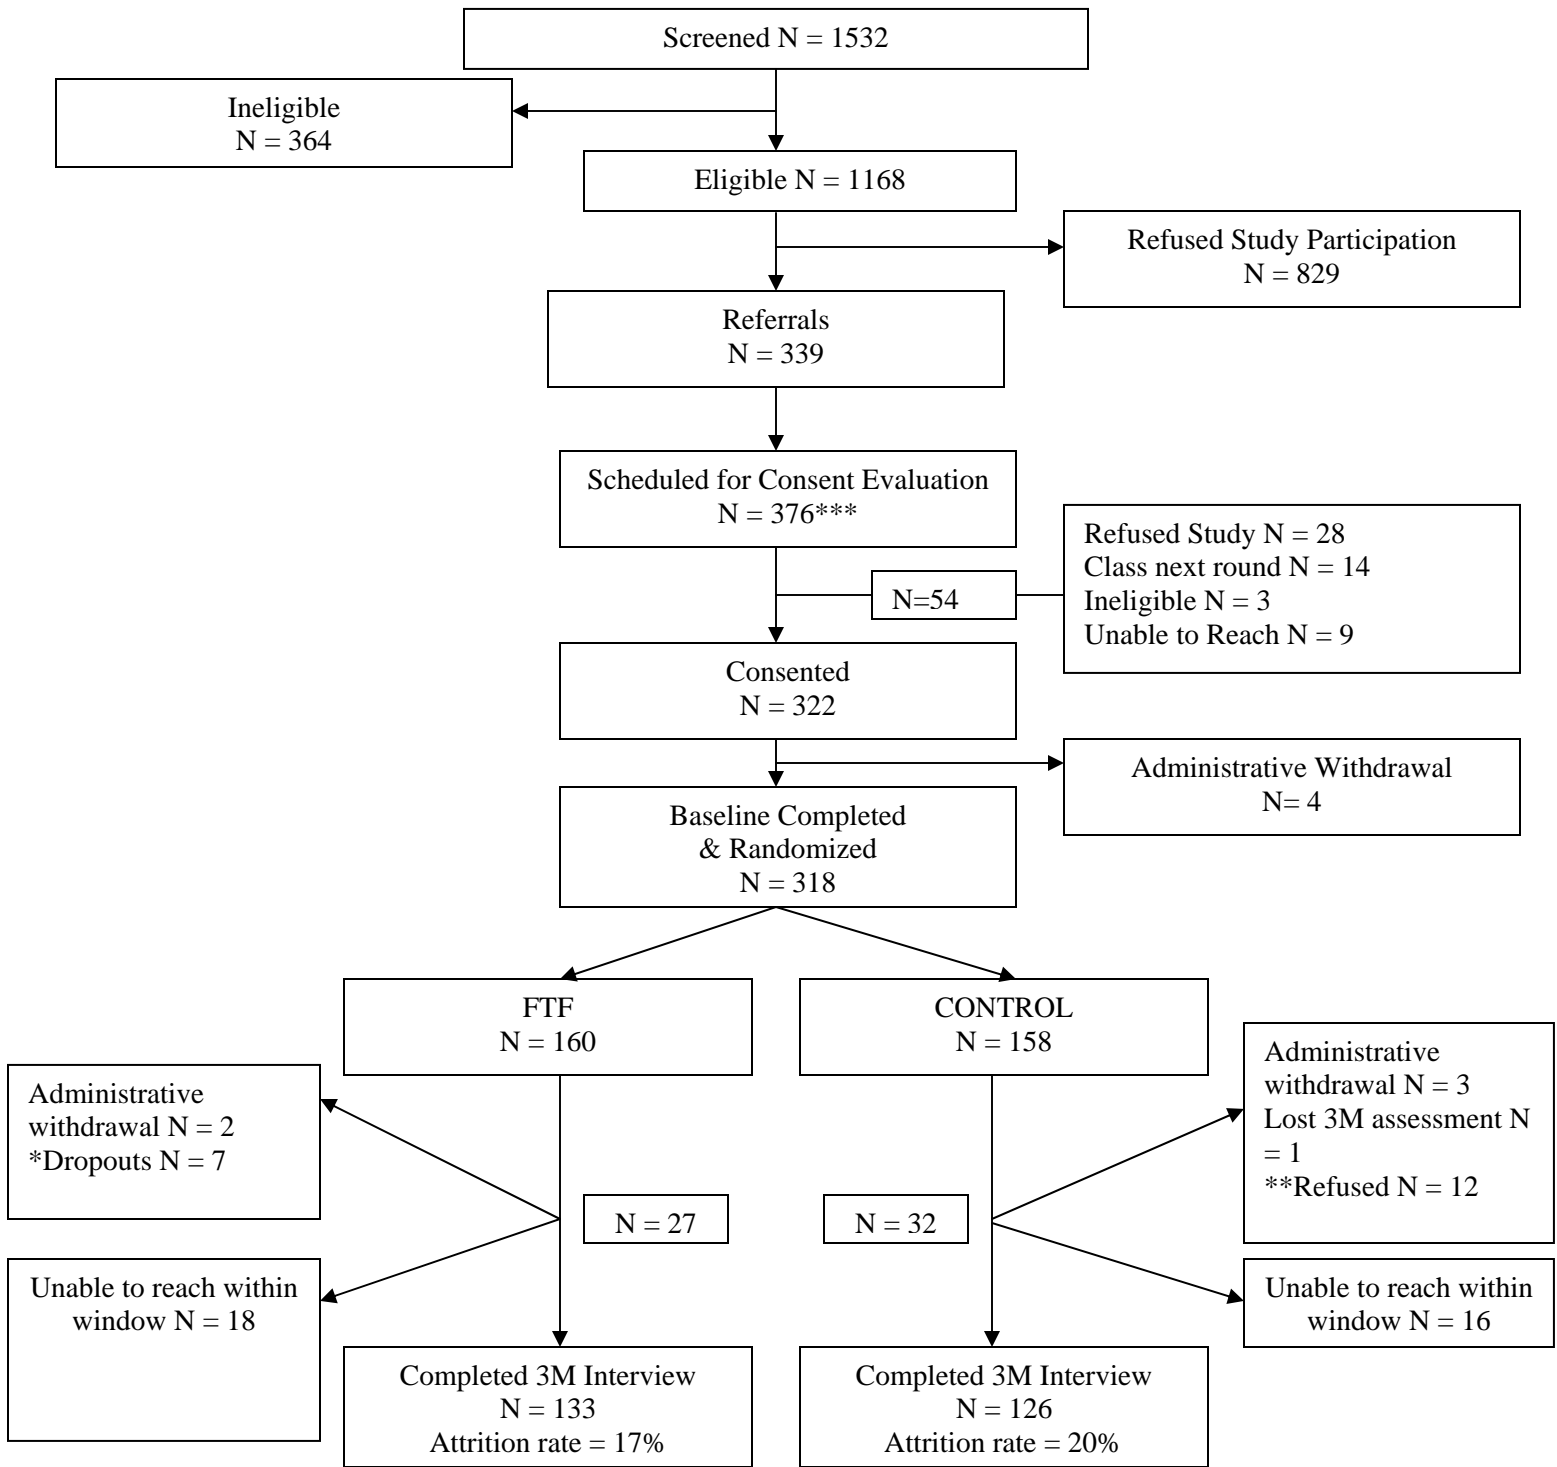 Screened N = 1532
Ineligible
N = 364
Eligible N = 1168
Refused Study Participation
N = 829
Referrals
N = 339
Scheduled for Consent Evaluation
N = 376***
N=54
Refused Study N = 28
Class next round N = 14
Ineligible N = 3
Unable to Reach N = 9
Consented
N = 322
Administrative Withdrawal
N= 4
Baseline Completed
& Randomized
N = 318
FTF
N = 160
CONTROL
N = 158
Administrative
withdrawal N = 2
*Dropouts N = 7
N = 27
N = 32
Administrative
withdrawal N = 3
Lost 3M assessment N
= 1
**Refused N = 12
Unable to reach within
window N = 18
Unable to reach within
window N = 16
Completed 3M Interview
N = 133
Attrition rate = 17%
Completed 3M Interview
N = 126
Attrition rate = 20%